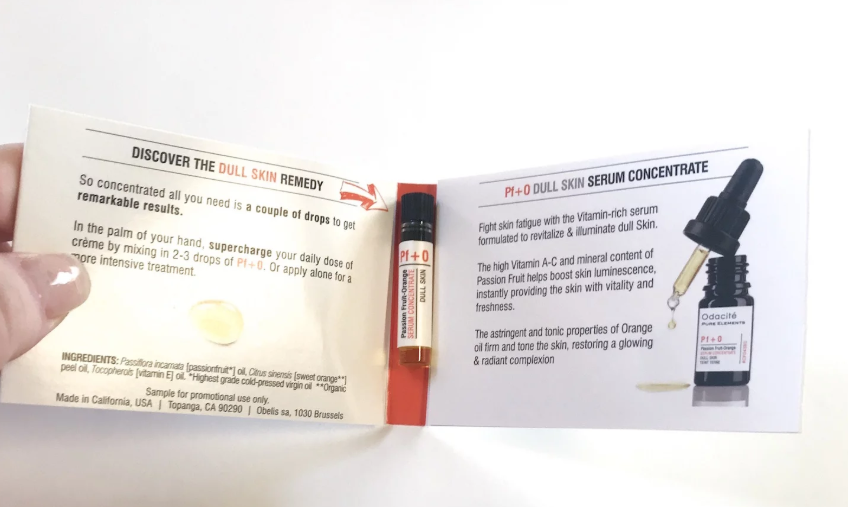 DISCOVER THE DULL SKIN REMEDY
So concentrated all you need is a couple of drops to get
remarkable results.
In the palm of your hand, supercharge your daily dose of
crème by mixing in 2-3 drops of Pf+O. Or apply alone for a
more intensive treatment.
INGREDIENTS: Passiflora incarnata [passionfruit*] oil, Citrus sinensis [sweet orange**]
peel oil, Tocopherols [vitamin E] oil. *Highest grade cold-pressed virgin oil **Organic
Sample for promotional use only.
Made in California, USA | Topanga, CA 90290 | Obelis sa, 1030 Brussels
Pf+O
Passion Fruit-Orange
SERUM CONCENTRATE
DULL SKIN
Pf+O DULL SKIN SERUM CONCENTRATE
Fight skin fatigue with the Vitamin-rich serum
formulated to revitalize & illuminate dull Skin.
The high Vitamin A-C and mineral content of
Passion Fruit helps boost skin luminescence,
instantly providing the skin with vitality and
freshness.
The astringent and tonic properties of Orange
oil firm and tone the skin, restoring a glowing
& radiant complexion
Odacité
PURE ELEMENTS
Pf+O
Passion Fruit-Orange
SERUM CONCENTRATE
DULL SKIN